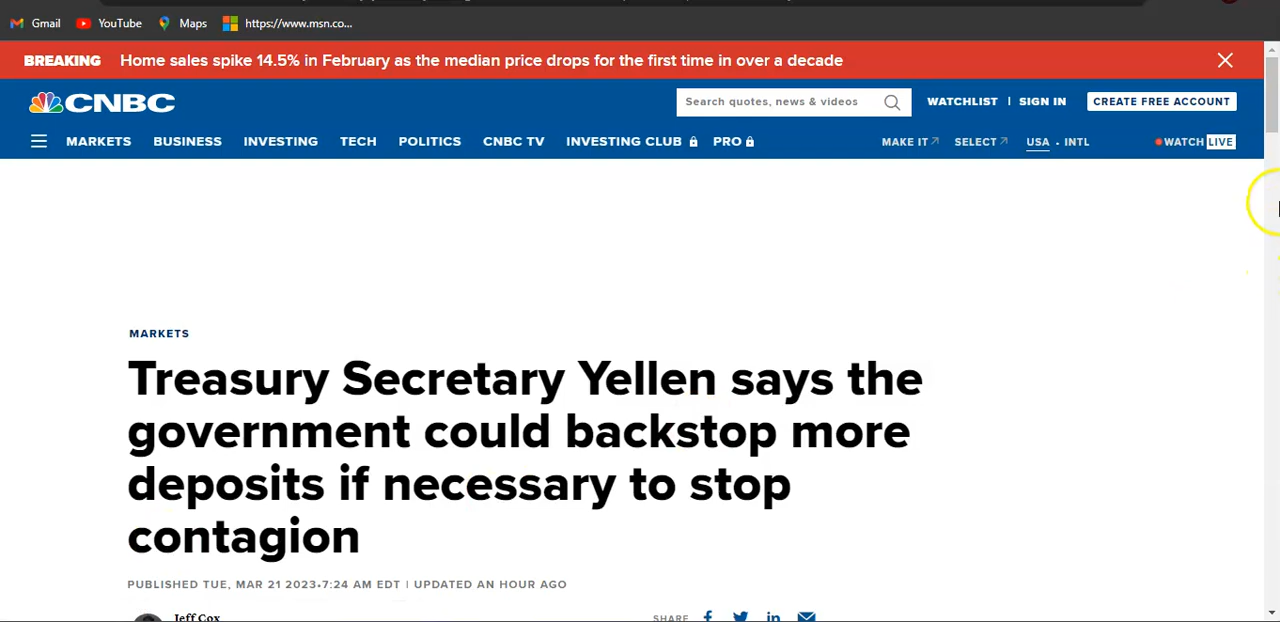 Gmail YouTube Maps https://www.msn.co...
BREAKING Home sales spike 14.5% in February as the median price drops for the first time in over a decade
CNBC Search quotes, news & videos WATCHLIST | SIGN IN CREATE FREE ACCOUNT
MARKETS BUSINESS INVESTING TECH POLITICS CNBC TV INVESTING CLUB PRO MAKE IT SELECT USA • INTL WATCH LIVE
MARKETS
Treasury Secretary Yellen says the
government could backstop more
deposits if necessary to stop
contagion
PUBLISHED TUE, MAR 21 2023•7:24 AM EDT | UPDATED AN HOUR AGO
Jeff Cox SHARE